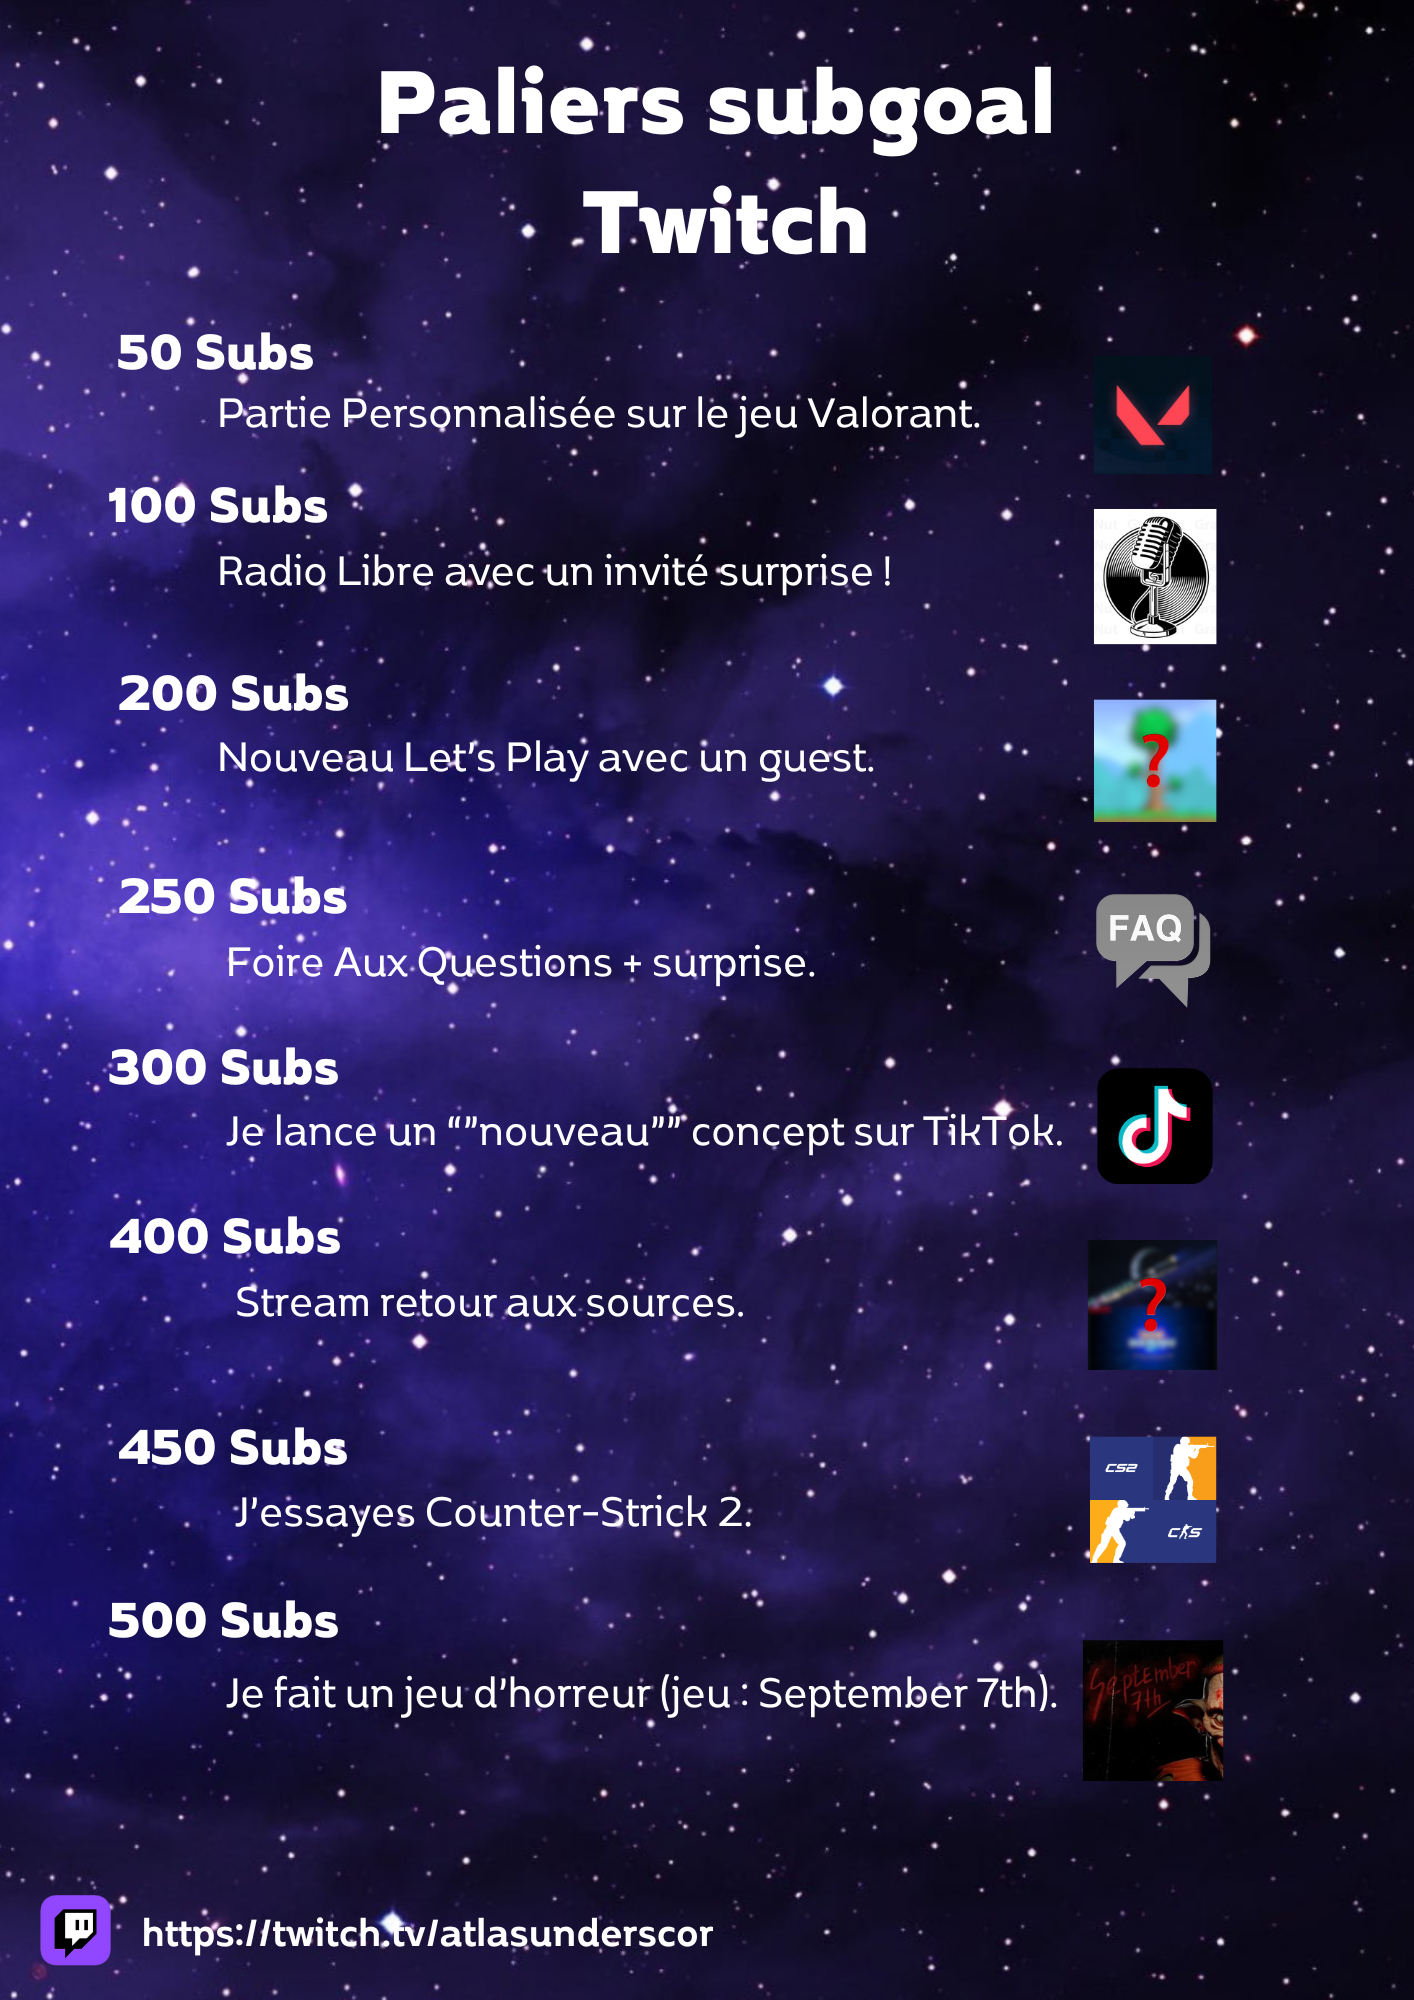 Paliers subgoal
Twitch
50 Subs
Partie Personnalisée sur le jeu Valorant.
100 Subs
Radio Libre avec un invité surprise !
200 Subs
Nouveau Let’s Play avec un guest.
?
250 Subs
Foire Aux Questions + surprise.
FAQ
300 Subs
Je lance un “”nouveau”” concept sur TikTok.
400 Subs
Stream retour aux sources.
?
450 Subs
J’essayes Counter-Strick 2.
CS2
CS
500 Subs
Je fait un jeu d’horreur (jeu : September 7th).
September
7th
https://twitch.tv/atlasunderscor